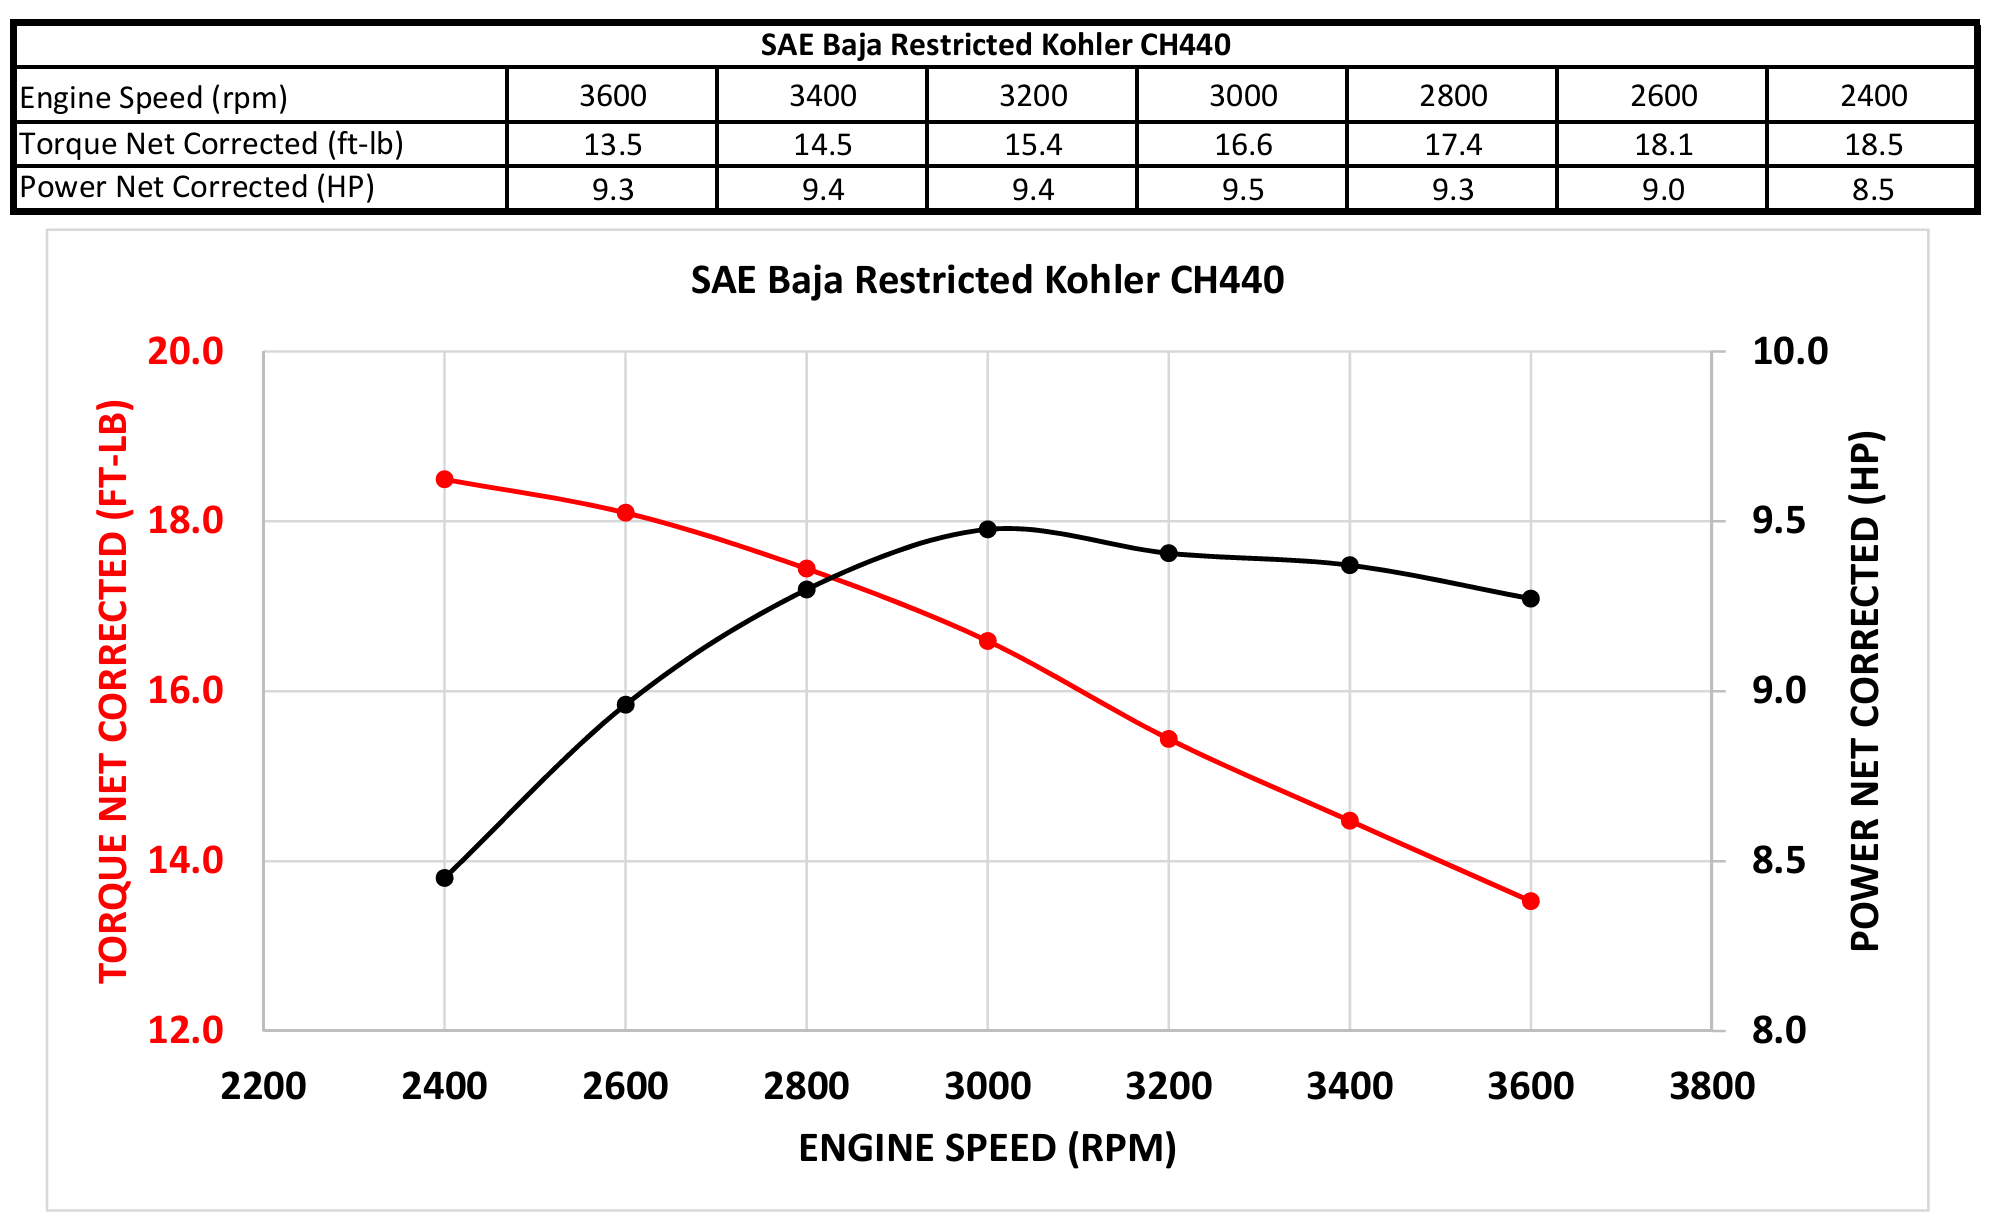 SAE Baja Restricted Kohler CH440
Engine Speed (rpm) 3600 3400 3200 3000 2800 2600 2400
Torque Net Corrected (ft-lb) 13.5 14.5 15.4 16.6 17.4 18.1 18.5
Power Net Corrected (HP) 9.3 9.4 9.4 9.5 9.3 9.0 8.5
SAE Baja Restricted Kohler CH440
TORQUE NET CORRECTED (FT-LB)
20.0
18.0
16.0
14.0
12.0
10.0
9.5
9.0
8.5
8.0
POWER NET CORRECTED (HP)
2200 2400 2600 2800 3000 3200 3400 3600 3800
ENGINE SPEED (RPM)